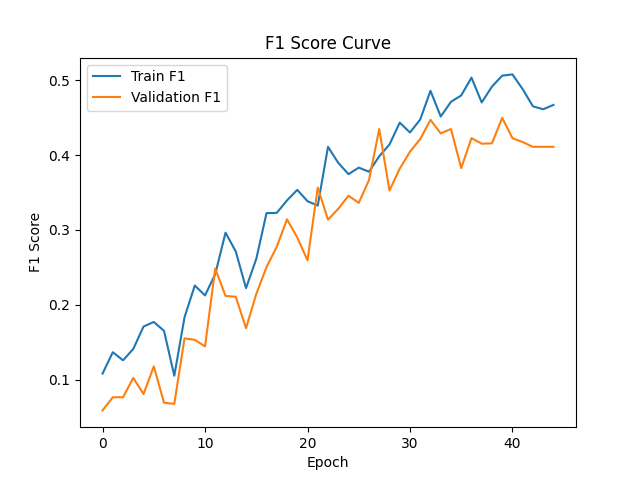 F1 Score Curve
Train F1
Validation F1
0.5
0.4
0.3
0.2
0.1
F1 Score
0 10 20 30 40
Epoch